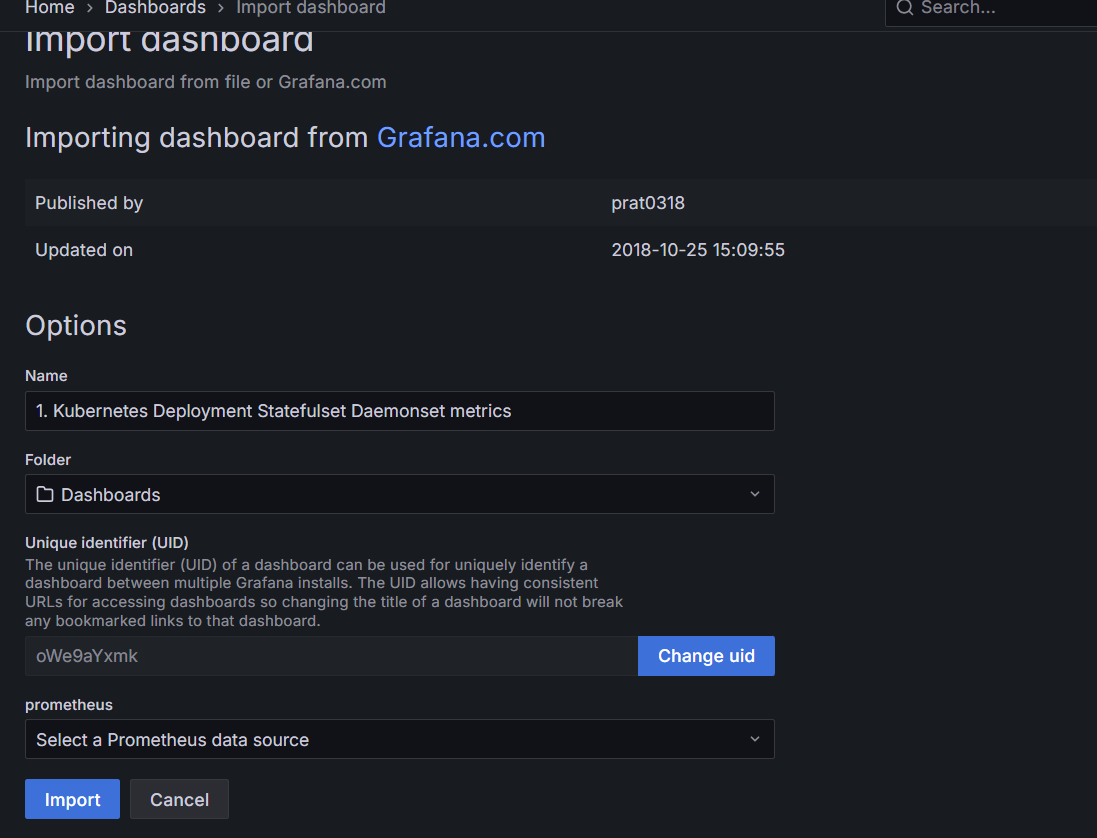 Home › Dashboards › Import dashboard
Search...
Import dashboard
Import dashboard from file or Grafana.com
Importing dashboard from Grafana.com
Published by prat0318
Updated on 2018-10-25 15:09:55
Options
Name
1. Kubernetes Deployment Statefulset Daemonset metrics
Folder
Dashboards
Unique identifier (UID)
The unique identifier (UID) of a dashboard can be used for uniquely identify a
dashboard between multiple Grafana installs. The UID allows having consistent
URLs for accessing dashboards so changing the title of a dashboard will not break
any bookmarked links to that dashboard.
oWe9aYxmk
Change uid
prometheus
Select a Prometheus data source
Import
Cancel